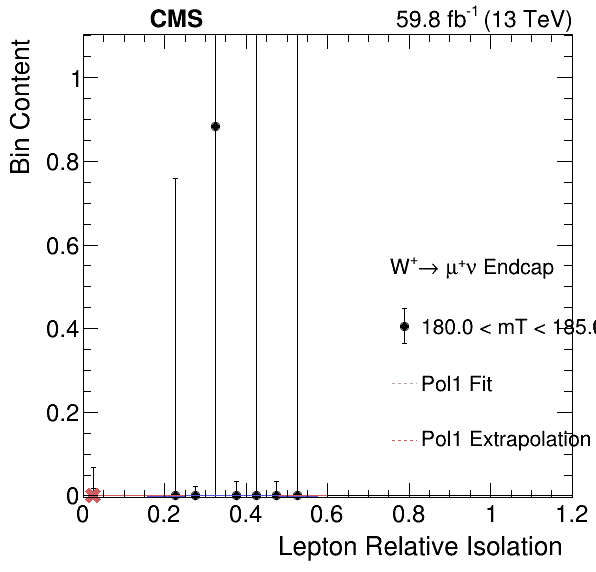 CMS
59.8 fb⁻¹ (13 TeV)
Bin Content
1
0.8
0.6
0.4
0.2
0
W⁺→ μ⁺ν Endcap
180.0 < mT < 185.
Pol1 Fit
Pol1 Extrapolation
0 0.2 0.4 0.6 0.8 1 1.2
Lepton Relative Isolation